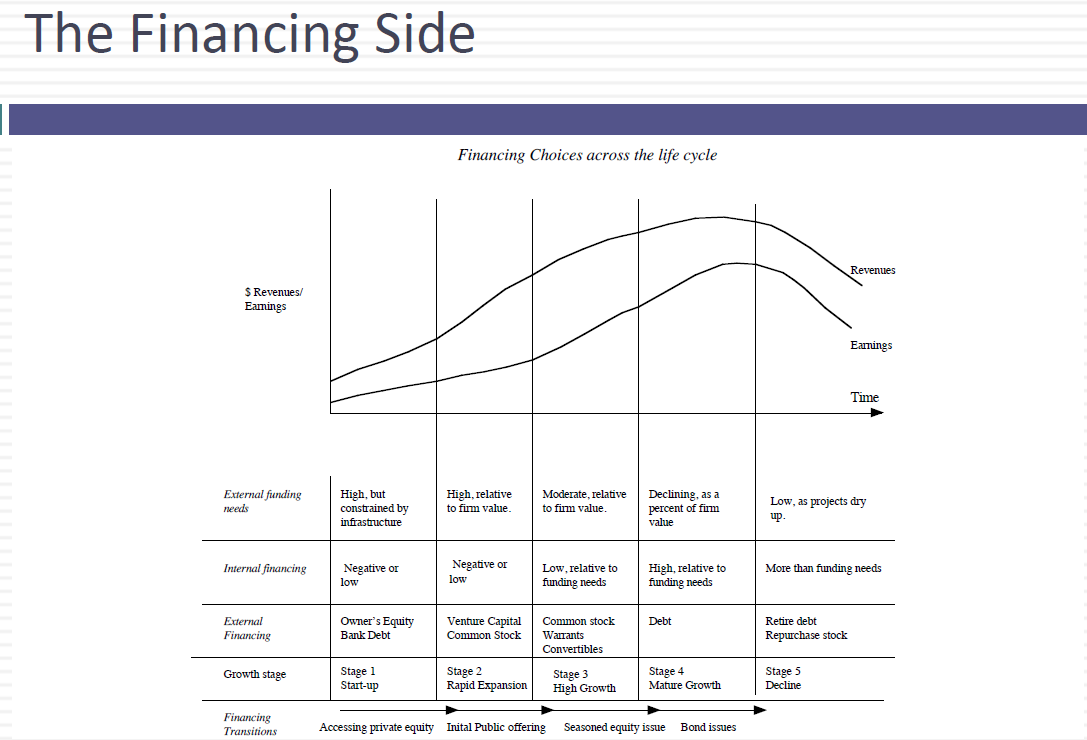 The Financing Side
Financing Choices across the life cycle
$ Revenues/
Earnings
Revenues
Earnings
Time
External funding
needs
High, but
constrained by
infrastructure
High, relative
to firm value.
Moderate, relative
to firm value.
Declining, as a
percent of firm
value
Low, as projects dry
up.
Internal financing
Negative or
low
Negative or
low
Low, relative to
funding needs
High, relative to
funding needs
More than funding needs
External
Financing
Owner's Equity
Bank Debt
Venture Capital
Common Stock
Common stock
Warrants
Convertibles
Debt
Retire debt
Repurchase stock
Growth stage
Stage 1
Start-up
Stage 2
Rapid Expansion
Stage 3
High Growth
Stage 4
Mature Growth
Stage 5
Decline
Financing
Transitions
Accessing private equity
Inital Public offering
Seasoned equity issue
Bond issues